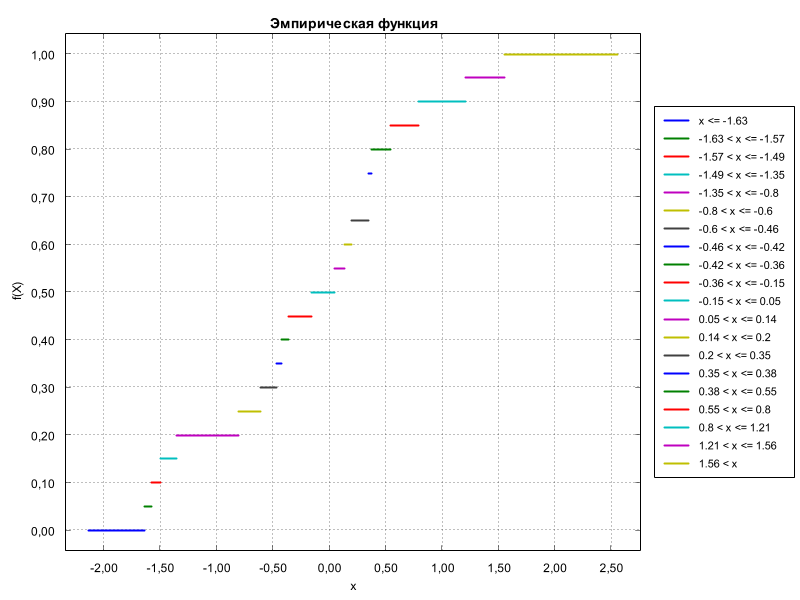 Эмпирическая функция
1,00
0,90
0,80
0,70
0,60
0,50
0,40
0,30
0,20
0,10
0,00
f(X)
-2,00 -1,50 -1,00 -0,50 0,00 0,50 1,00 1,50 2,00 2,50
x
x <= -1.63
-1.63 < x <= -1.57
-1.57 < x <= -1.49
-1.49 < x <= -1.35
-1.35 < x <= -0.8
-0.8 < x <= -0.6
-0.6 < x <= -0.46
-0.46 < x <= -0.42
-0.42 < x <= -0.36
-0.36 < x <= -0.15
-0.15 < x <= 0.05
0.05 < x <= 0.14
0.14 < x <= 0.2
0.2 < x <= 0.35
0.35 < x <= 0.38
0.38 < x <= 0.55
0.55 < x <= 0.8
0.8 < x <= 1.21
1.21 < x <= 1.56
1.56 < x